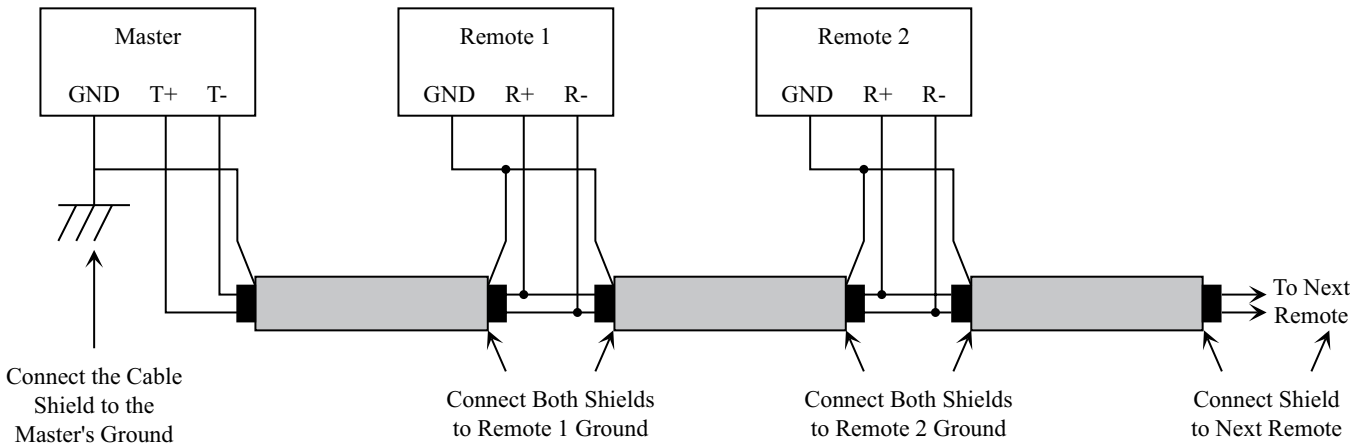 Master
GND T+ T-
Remote 1
GND R+ R-
Remote 2
GND R+ R-
To Next
Remote
Connect the Cable
Shield to the
Master's Ground
Connect Both Shields
to Remote 1 Ground
Connect Both Shields
to Remote 2 Ground
Connect Shield
to Next Remote